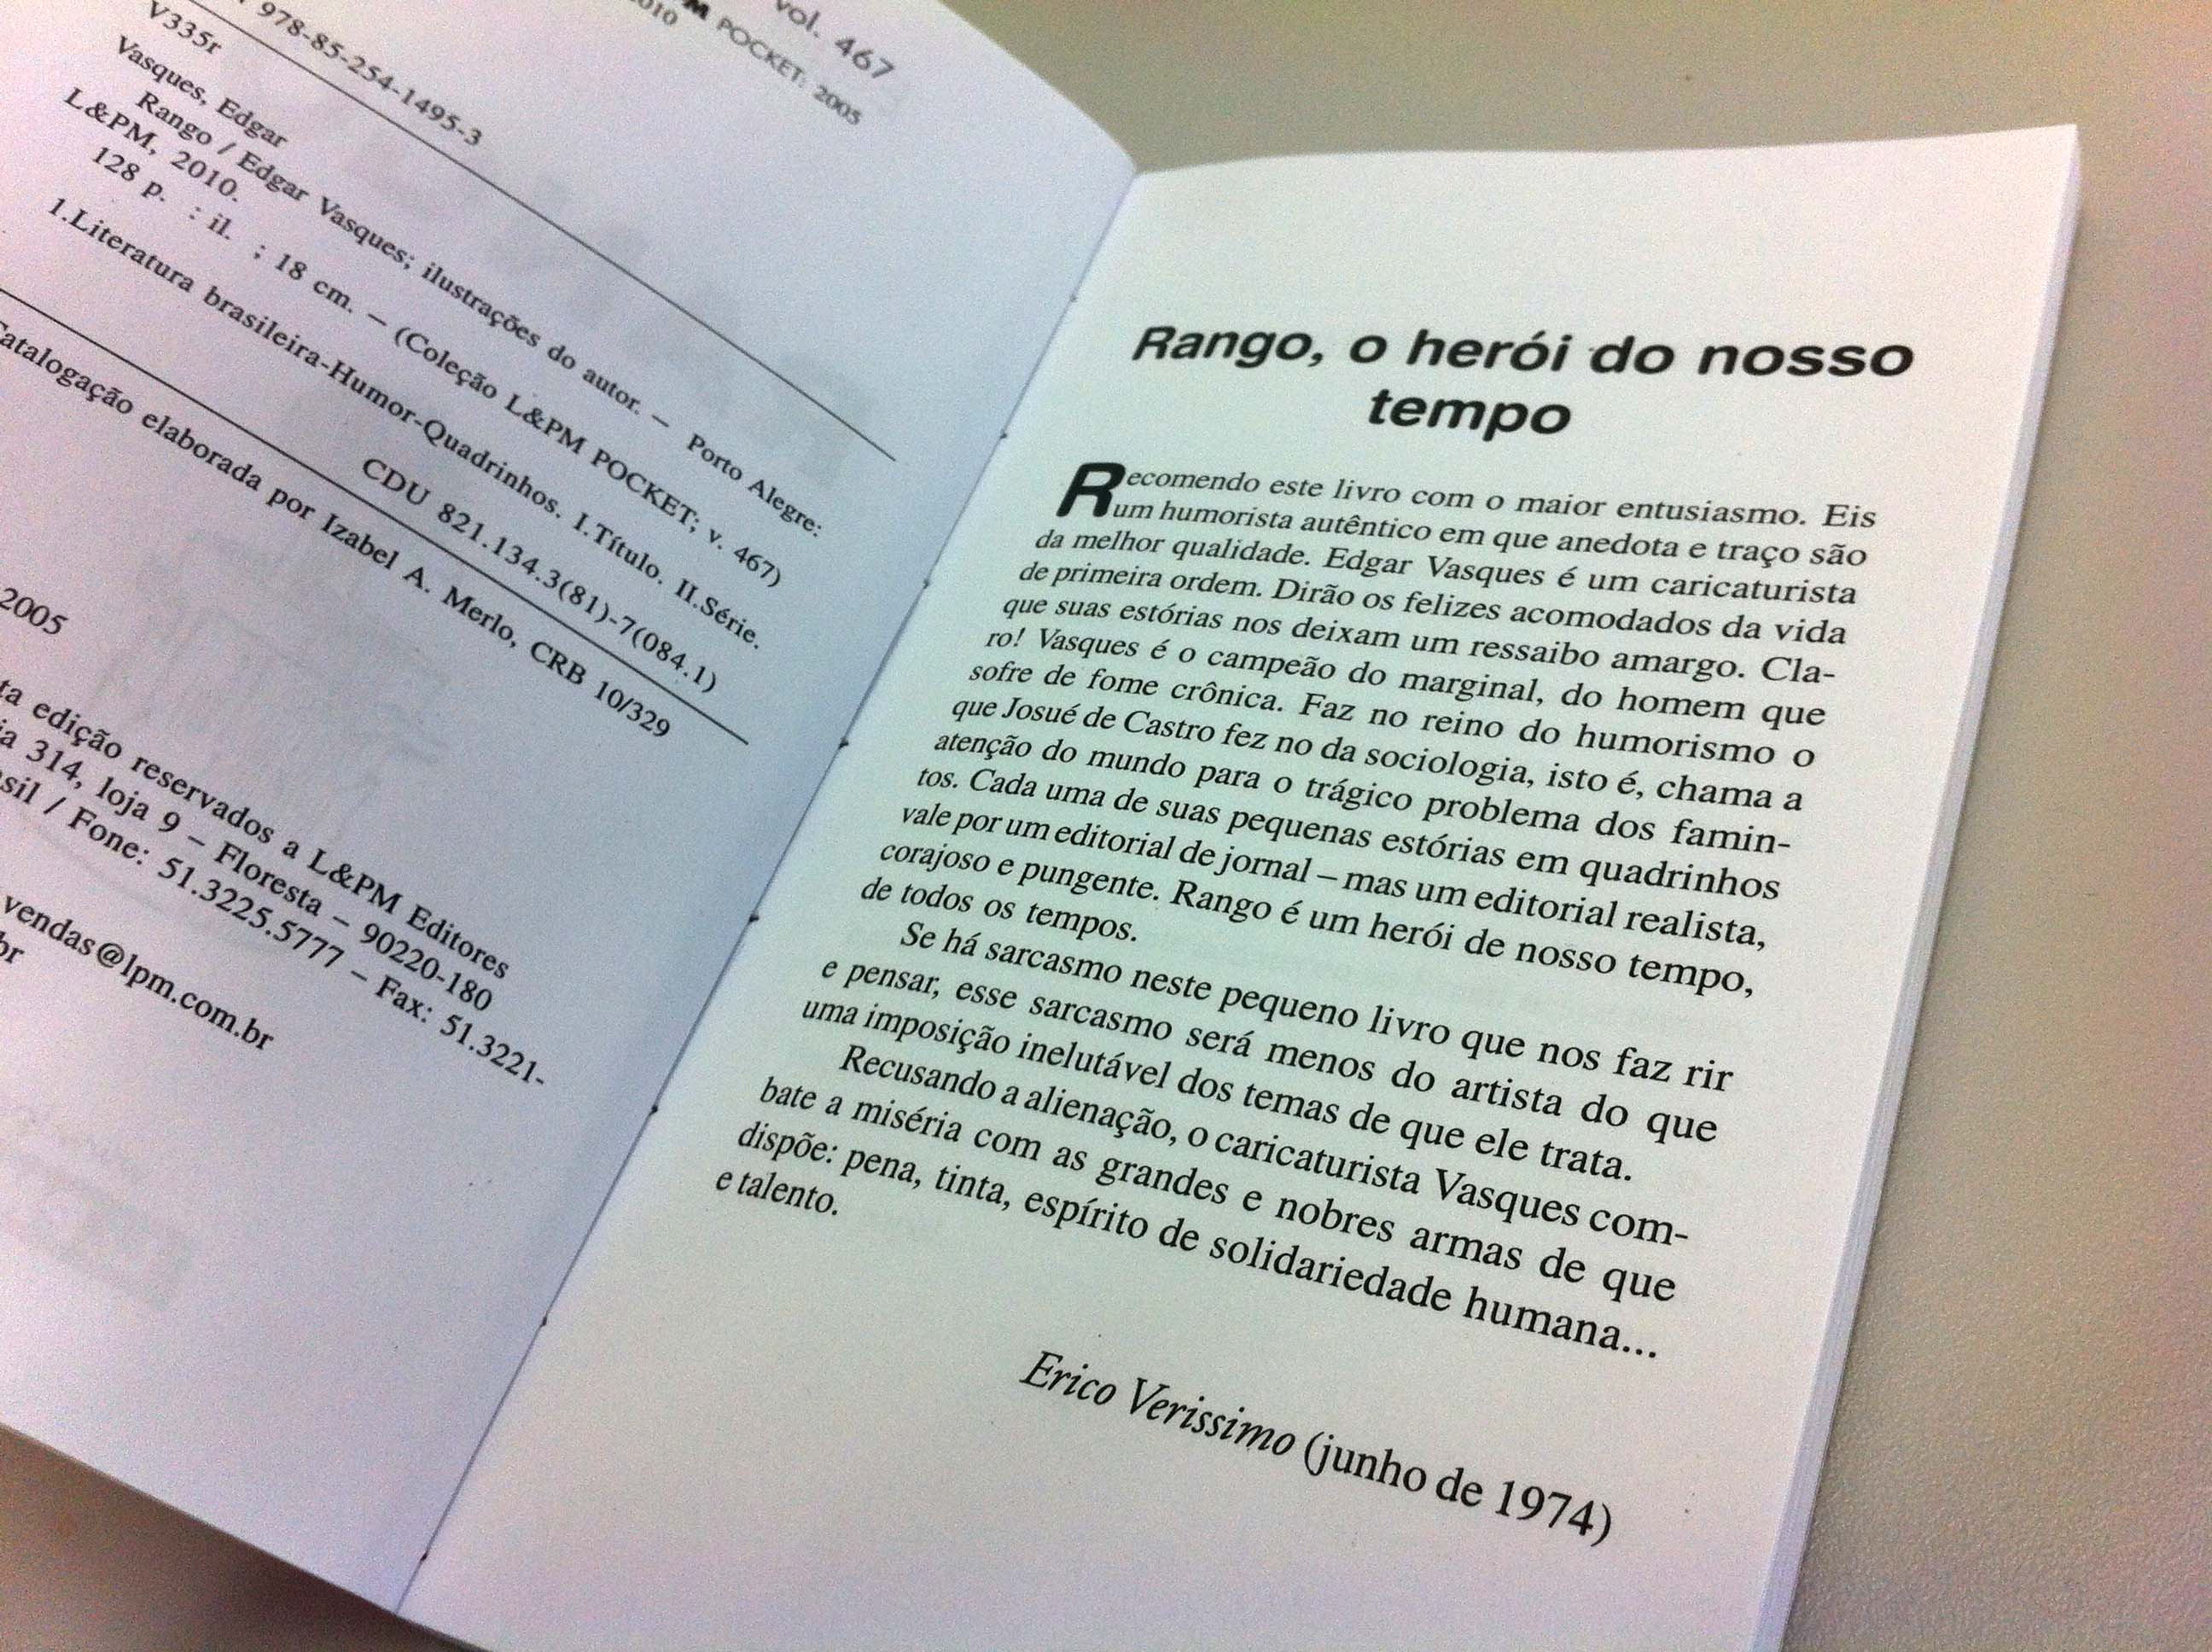 vol. 467
2010
POCKET: 2005
978-85-254-1495-3
V335r
Vasques, Edgar
Rango / Edgar Vasques; ilustrações do autor. – Porto Alegre:
L&PM, 2010.
128 p. : il. ; 18 cm. – (Coleção L&PM POCKET; v. 467)
1.Literatura brasileira-Humor-Quadrinhos. I.Título. II.Série.
CDU 821.134.3(81)-7(084.1)
Catalogação elaborada por Izabel A. Merlo, CRB 10/329
2005
edição reservados a L&PM Editores
314, loja 9 – Floresta – 90220-180
/ Fone: 51.3225.5777 – Fax: 51.3221-
vendas@lpm.com.br
br
Rango, o herói do nosso
tempo
Recomendo este livro com o maior entusiasmo. Eis
um humorista autêntico em que anedota e traço são
da melhor qualidade. Edgar Vasques é um caricaturista
de primeira ordem. Dirão os felizes acomodados da vida
que suas estórias nos deixam um ressaibo amargo. Cla-
ro! Vasques é o campeão do marginal, do homem que
sofre de fome crônica. Faz no reino do humorismo o
que Josué de Castro fez no da sociologia, isto é, chama a
atenção do mundo para o trágico problema dos famin-
tos. Cada uma de suas pequenas estórias em quadrinhos
vale por um editorial de jornal – mas um editorial realista,
corajoso e pungente. Rango é um herói de nosso tempo,
de todos os tempos.
Se há sarcasmo neste pequeno livro que nos faz rir
e pensar, esse sarcasmo será menos do artista do que
uma imposição inelutável dos temas de que ele trata.
Recusando a alienação, o caricaturista Vasques com-
bate a miséria com as grandes e nobres armas de que
dispõe: pena, tinta, espírito de solidariedade humana...
e talento.
Erico Verissimo (junho de 1974)